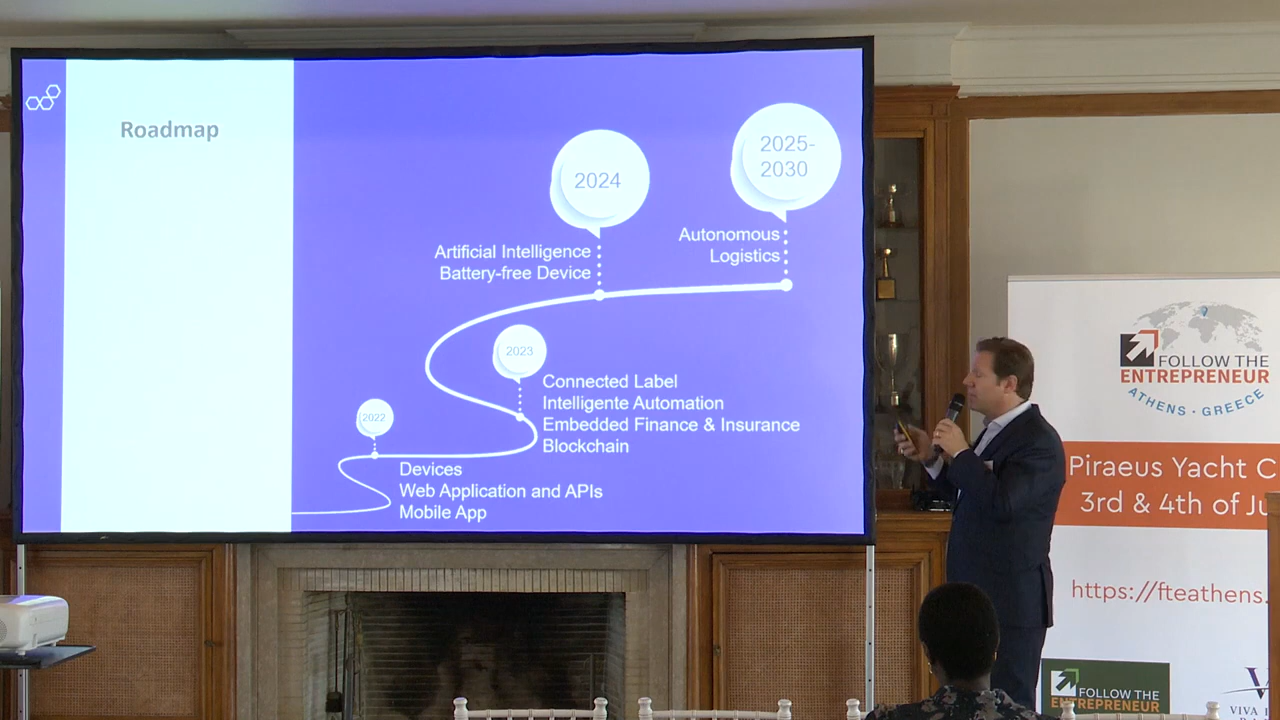 Roadmap
2025-
2030
2024
Autonomous
Logistics
Artificial Intelligence
Battery-free Device
2023
Connected Label
Intelligente Automation
Embedded Finance & Insurance
Blockchain
2022
Devices
Web Application and APIs
Mobile App
FOLLOW THE
ENTREPRENEUR
ATHENS · GREECE
Piraeus Yacht C
3rd & 4th of Ju
https://fteathens.
FOLLOW THE
ENTREPRENEUR